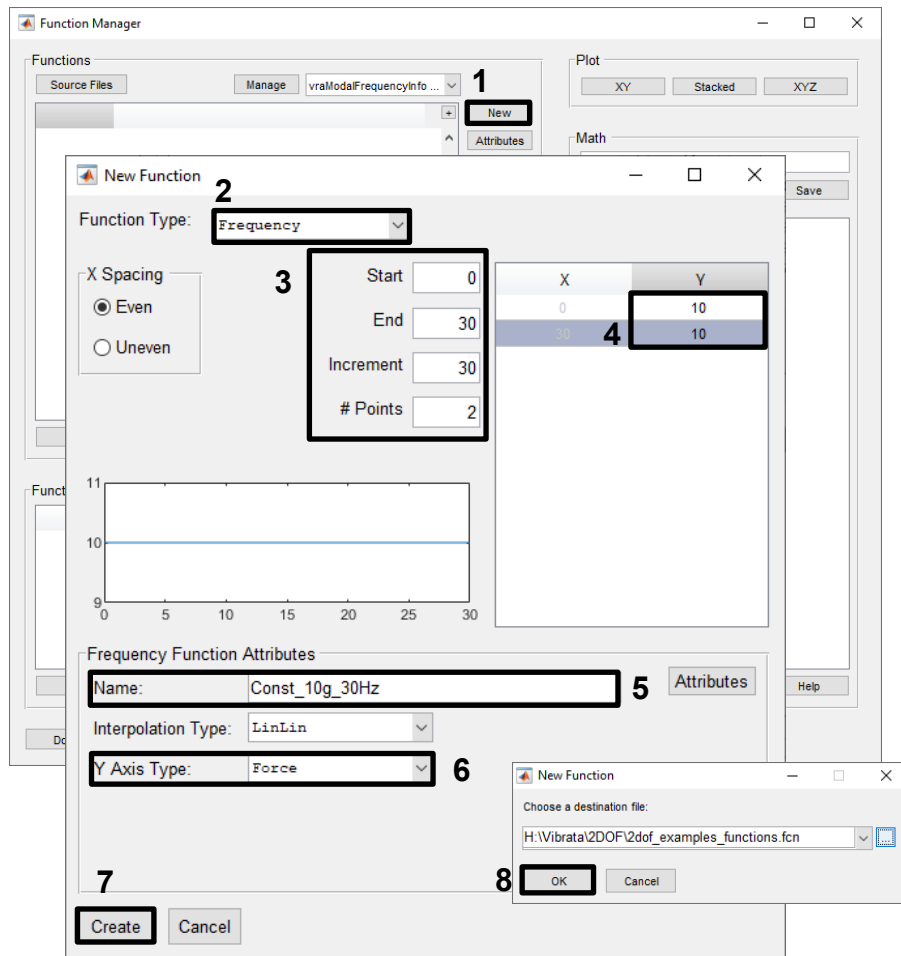 Function Manager
Functions
Source Files
Manage
vraModalFrequencyInfo ...
1
+
New
Attributes
Plot
XY
Stacked
XYZ
Math
Save
New Function
2
Function Type:
Frequency
X Spacing
Even
Uneven
3
Start
0
End
30
Increment
30
# Points
2
X Y
0 10
30 10
4
11
10
9
0 5 10 15 20 25 30
Funct
Frequency Function Attributes
Name: Const_10g_30Hz
5
Attributes
Interpolation Type: LinLin
Y Axis Type: Force
6
Help
Do
7
Create
Cancel
New Function
Choose a destination file:
H:\Vibrata\2DOF\2dof_examples_functions.fcn
...
8
OK
Cancel